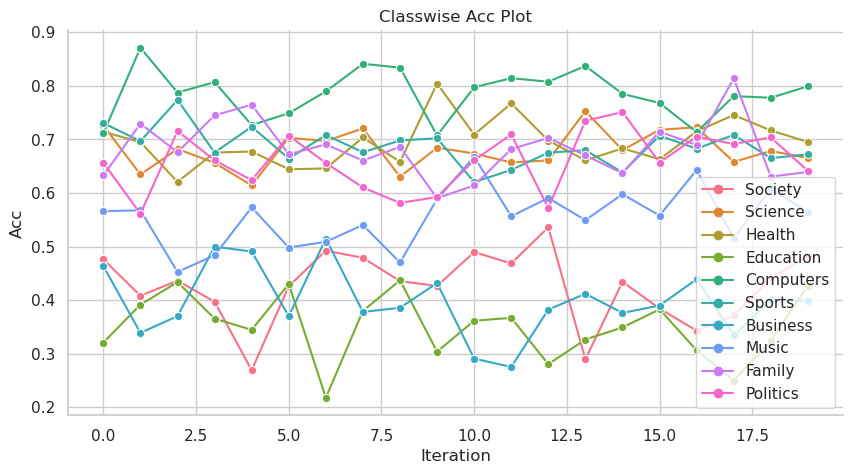 Classwise Acc Plot
0.9
0.8
0.7
0.6
0.5
0.4
0.3
0.2
Acc
0.0
2.5
5.0
7.5
10.0
12.5
15.0
17.5
Iteration
Society
Science
Health
Education
Computers
Sports
Business
Music
Family
Politics